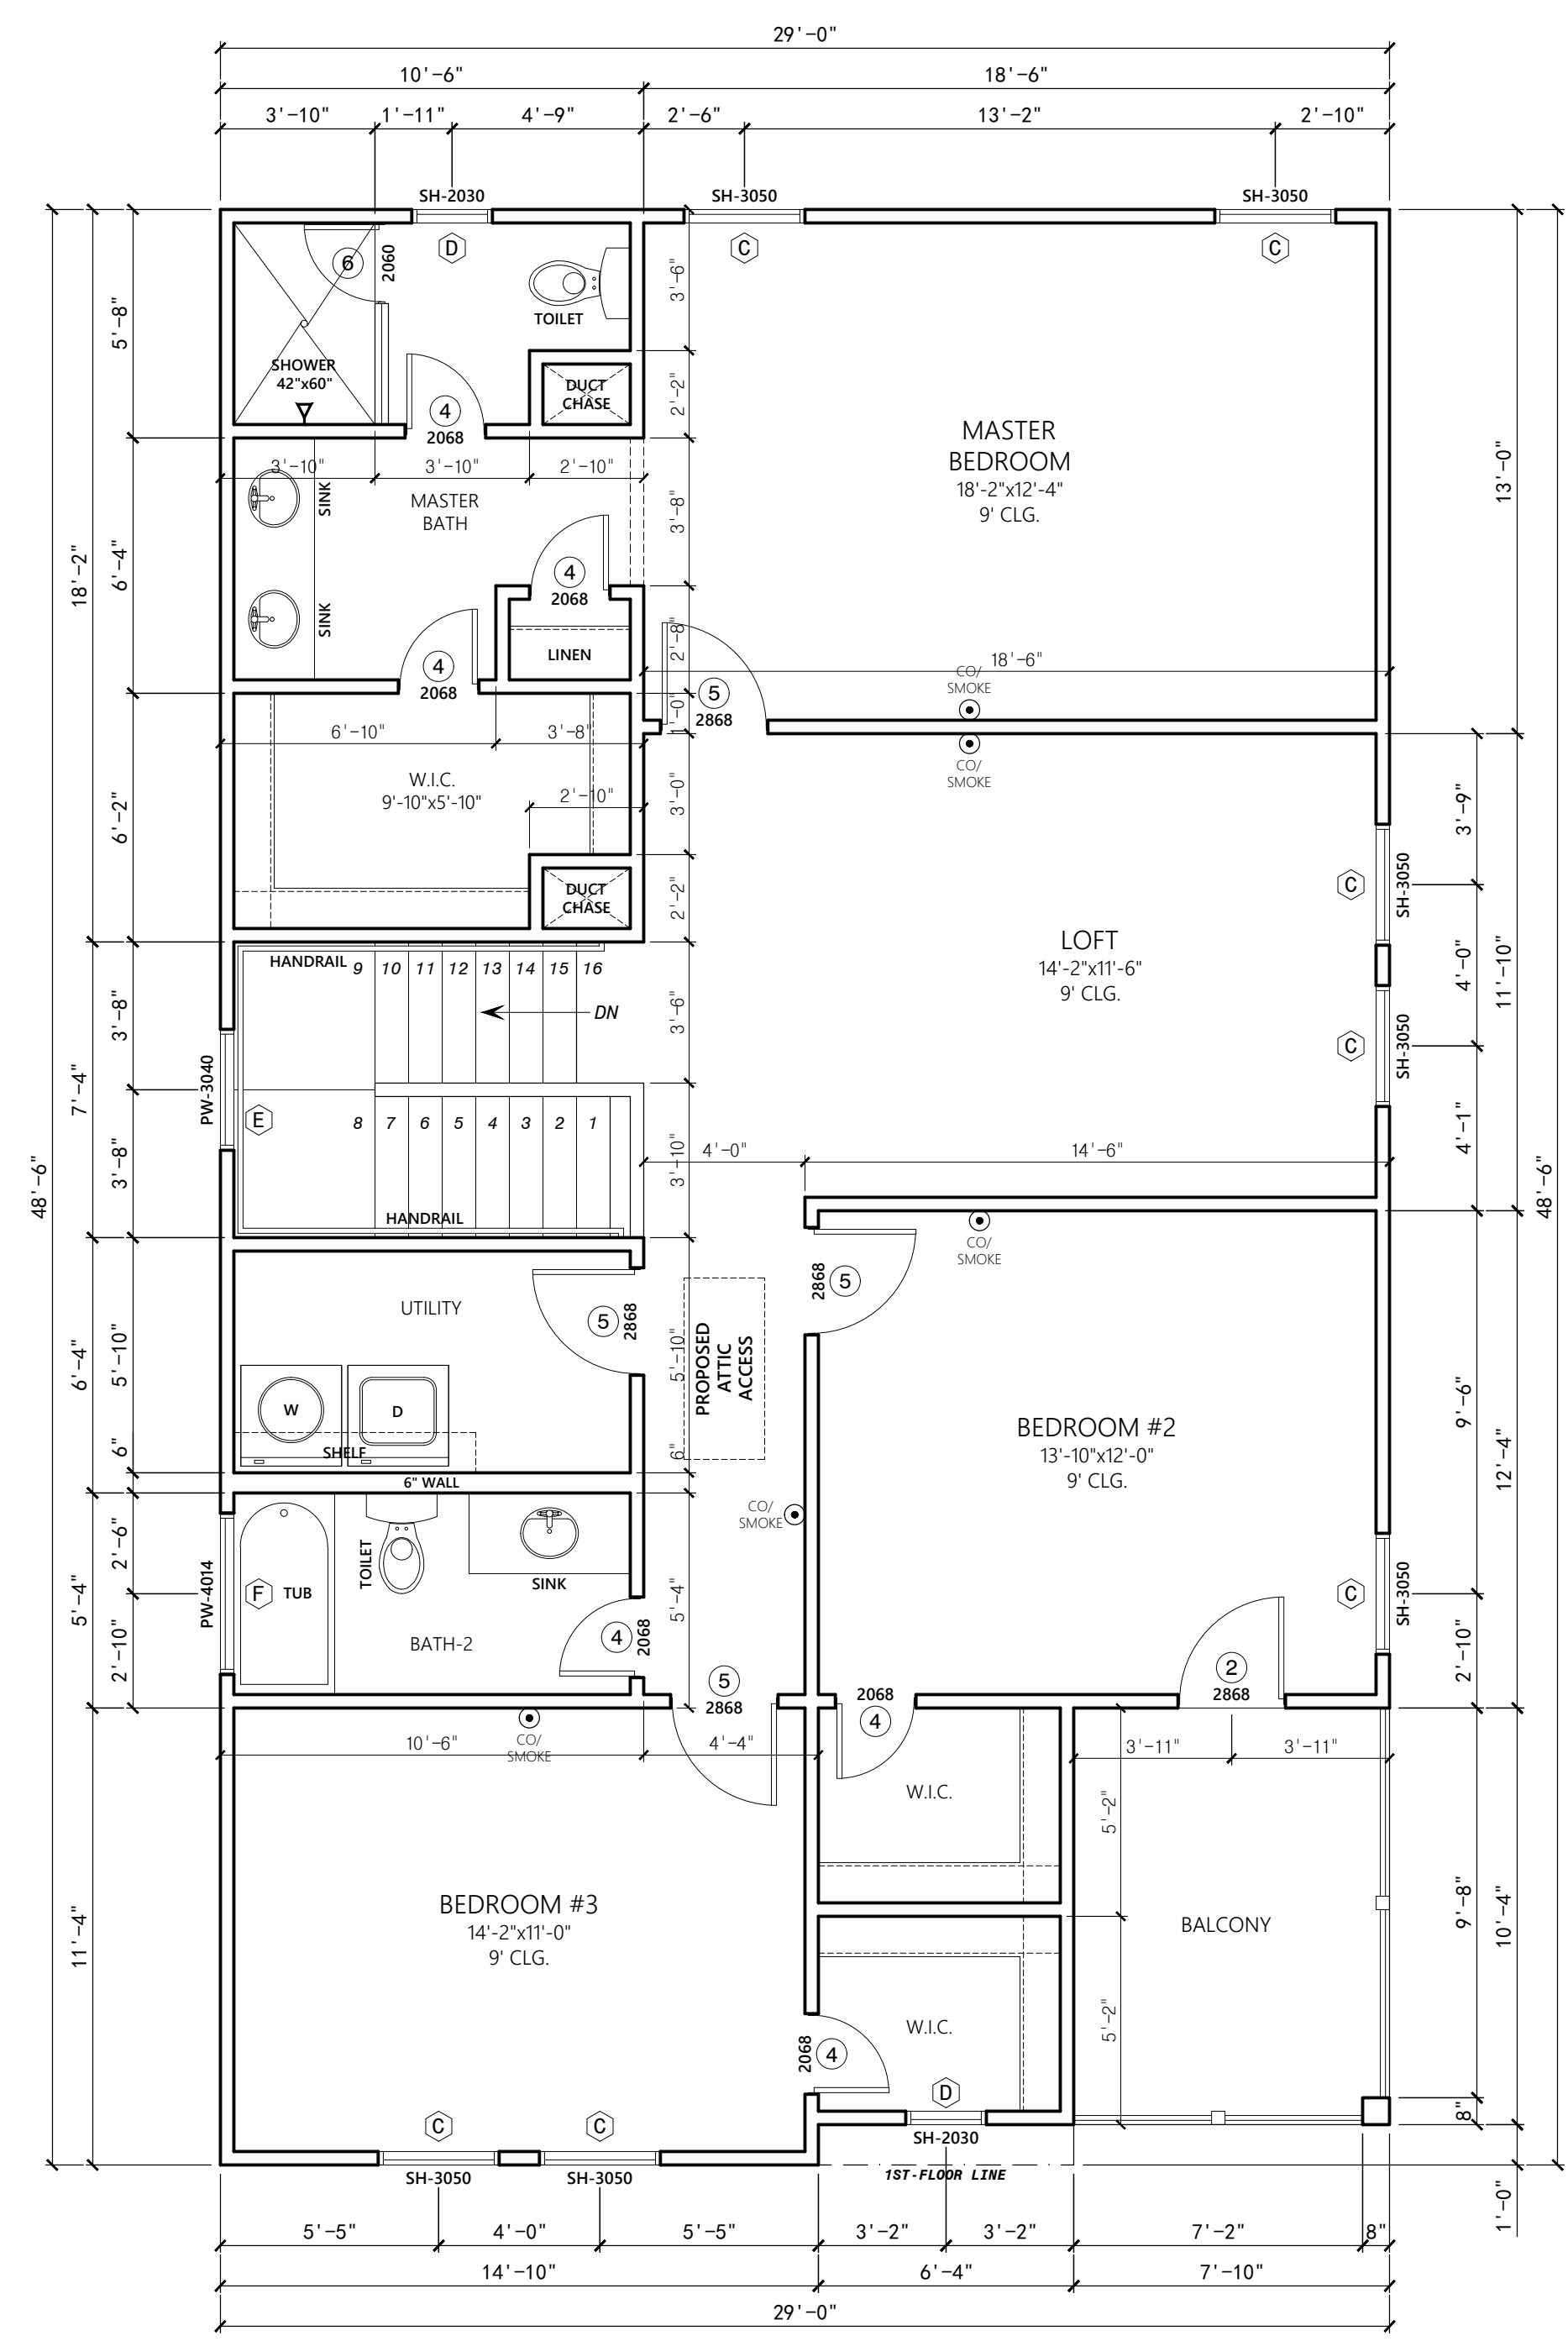 29'-0"
10'-6" 18'-6"
3'-10" 1'-11" 4'-9" 2'-6" 13'-2" 2'-10"
SH-2030 SH-3050 SH-3050
D C C
6 2060
TOILET
3'-6"
5'-8"
SHOWER
42"x60"
DUCT
CHASE
2'-2"
4
2068
MASTER
BEDROOM
18'-2"x12'-4"
9' CLG.
13'-0"
3'-10" 3'-10" 2'-10"
SINK
MASTER
BATH
3'-8"
18'-2"
6'-4"
4
2068
SINK
LINEN
2'-8"
4
2068
5
2868
1'-0"
18'-6"
CO/
SMOKE
CO/
SMOKE
6'-10" 3'-8"
W.I.C.
9'-10"x5'-10"
2'-10"
3'-0"
6'-2"
3'-9"
DUCT
CHASE
2'-2"
C
SH-3050
LOFT
14'-2"x11'-6"
9' CLG.
4'-0"
11'-10"
HANDRAIL 9 10 11 12 13 14 15 16
DN
3'-6"
3'-8"
C
SH-3050
PW-3040
7'-4"
E
8 7 6 5 4 3 2 1
4'-1"
3'-8"
3'-10"
4'-0" 14'-6"
48'-6"
48'-6"
HANDRAIL
CO/
SMOKE
2868
5
UTILITY
5
2868
PROPOSED
ATTIC
ACCESS
5'-10"
5'-10"
6'-4"
W D
SHELF
6"
6"
6" WALL
BEDROOM #2
13'-10"x12'-0"
9' CLG.
9'-6"
12'-4"
CO/
SMOKE
2'-6"
TOILET
SINK
PW-4014
F TUB
5'-4"
5'-4"
C
SH-3050
BATH-2
4
2068
2'-10"
2'-10"
5
2868
2068
4
2
2868
10'-6" 4'-4"
CO/
SMOKE
3'-11" 3'-11"
W.I.C.
5'-2"
BEDROOM #3
14'-2"x11'-0"
9' CLG.
11'-4"
BALCONY
9'-8"
10'-4"
W.I.C.
5'-2"
2068
4
D
SH-2030
8"
C C
SH-3050 SH-3050
1ST-FLOOR LINE
1'-0"
5'-5" 4'-0" 5'-5" 3'-2" 3'-2" 7'-2" 8"
14'-10" 6'-4" 7'-10"
29'-0"